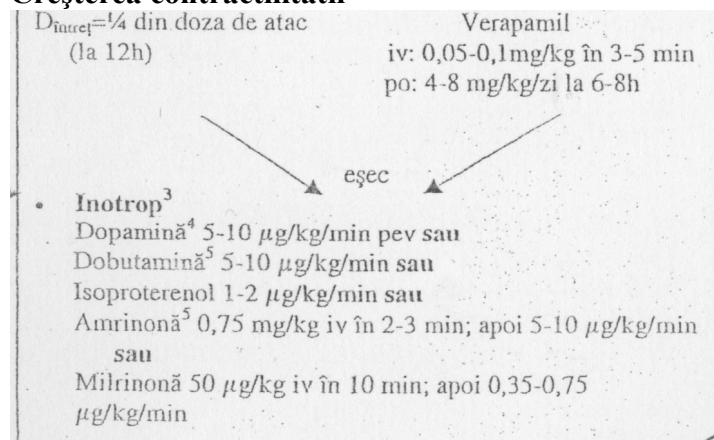 Creşterea contractilităţii
D_întreţ=¼ din doza de atac
(la 12h)
Verapamil
iv: 0,05-0,1mg/kg în 3-5 min
po: 4-8 mg/kg/zi la 6-8h
eşec
• Inotrop³
Dopamină⁴ 5-10 µg/kg/min pev sau
Dobutamină⁵ 5-10 µg/kg/min sau
Isoproterenol 1-2 µg/kg/min sau
Amrinonă⁵ 0,75 mg/kg iv în 2-3 min; apoi 5-10 µg/kg/min
sau
Milrinonă 50 µg/kg iv în 10 min; apoi 0,35-0,75
µg/kg/min